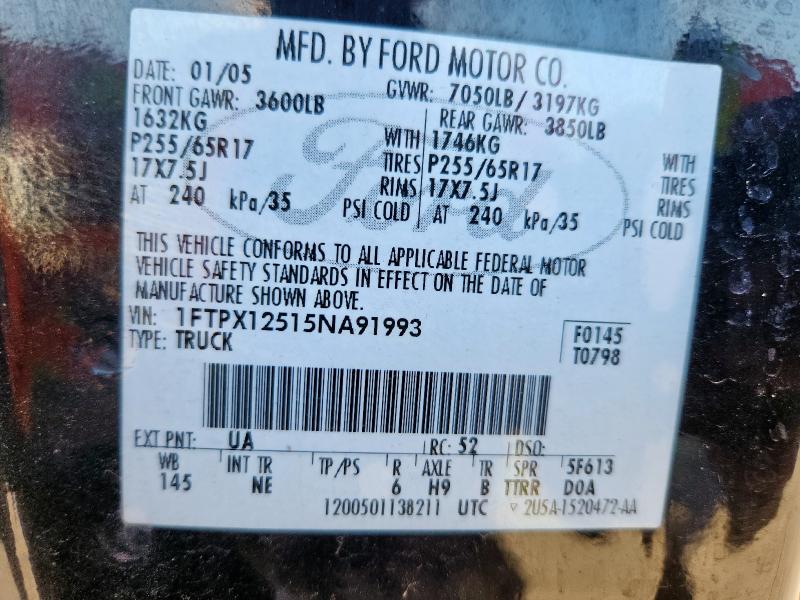 MFD. BY FORD MOTOR CO.
DATE: 01/05 GVWR: 7050LB/ 3197KG
FRONT GAWR: 3600LB REAR GAWR: 3850LB
1632KG WITH 1746KG WITH
P255/65R17 TIRES P255/65R17 TIRES
17X7.5J RIMS 17X7.5J RIMS
AT 240 kPa/35 PSI COLD AT 240 kPa/35 PSI COLD
THIS VEHICLE CONFORMS TO ALL APPLICABLE FEDERAL MOTOR
VEHICLE SAFETY STANDARDS IN EFFECT ON THE DATE OF
MANUFACTURE SHOWN ABOVE.
VIN: 1FTPX12515NA91993 F0145
TYPE: TRUCK T0798
EXT PNT: UA RC: 52 DSO:
WB INT TR TP/PS R AXLE TR SPR 5F613
145 NE 6 H9 B TTRR DOA
1200501138211 UTC ▽ 2U5A-1520472-AA
Ford